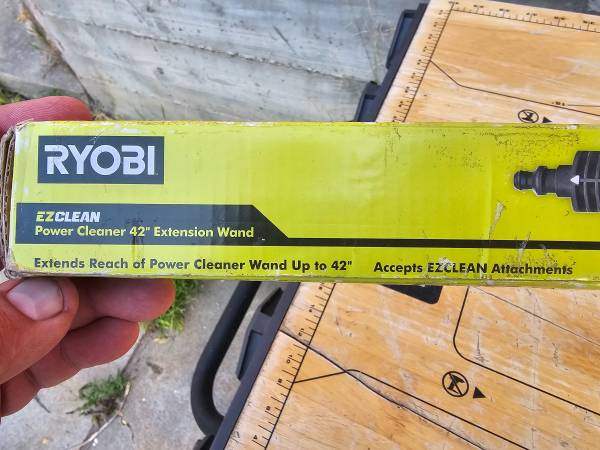 RYOBI
EZCLEAN
Power Cleaner 42" Extension Wand
Extends Reach of Power Cleaner Wand Up to 42" Accepts EZCLEAN Attachments